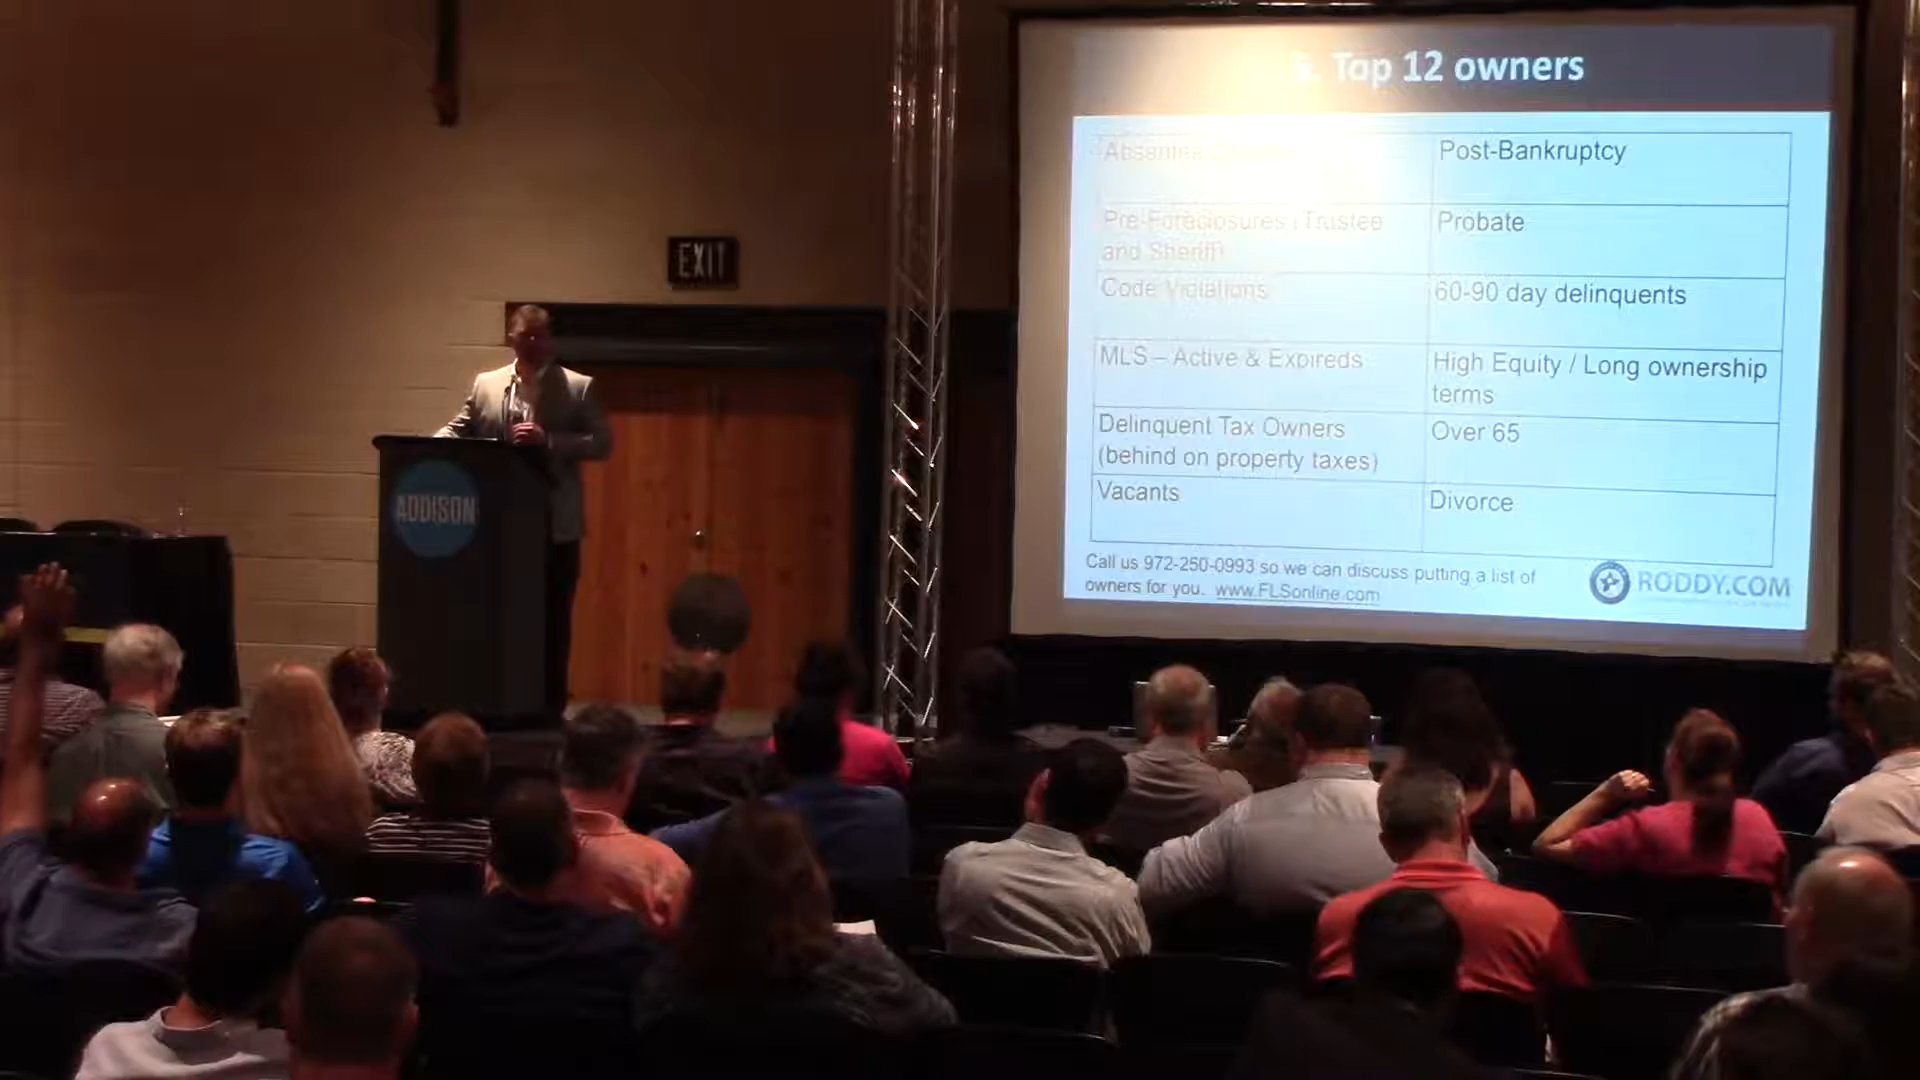 Top 12 owners
Absentee
Post-Bankruptcy
Pre-Foreclosures (Trustee
and Sheriff)
Probate
Code Violations
60-90 day delinquents
MLS – Active & Expireds
High Equity / Long ownership
terms
Delinquent Tax Owners
(behind on property taxes)
Over 65
Vacants
Divorce
Call us 972-250-0993 so we can discuss putting a list of
owners for you. www.FLSonline.com
RODDY.COM
EXIT
ADDISON